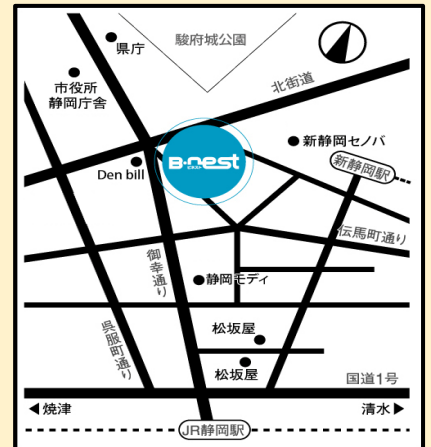 駿府城公園
県庁
北街道
市役所
静岡庁舎
新静岡セノバ
B-nest
Den bill
新静岡駅
伝馬町通り
御幸通り
静岡モディ
呉服町通り
松坂屋
松坂屋
国道1号
◀焼津
清水▶
JR静岡駅